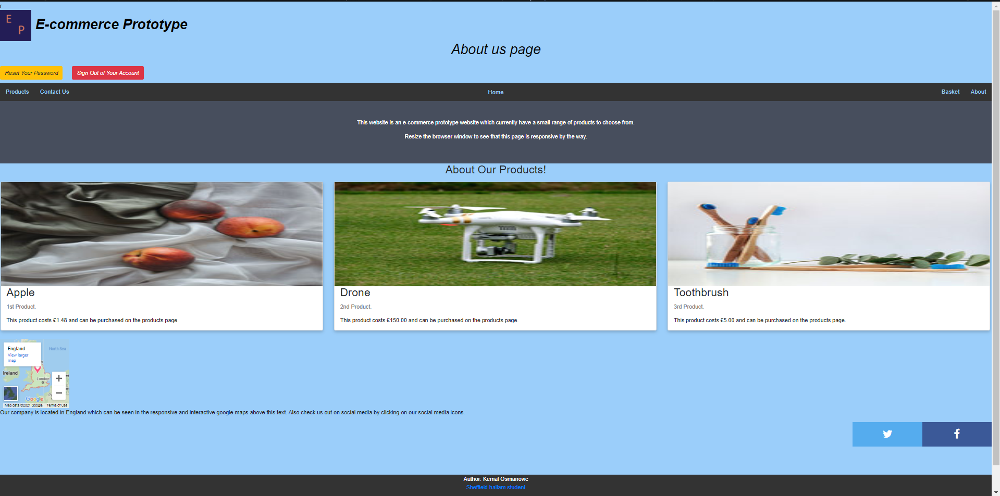 r
E
P
E-commerce Prototype
About us page
Reset Your Password
Sign Out of Your Account
Products Contact Us Home Basket About
This website is an e-commerce prototype website which currently have a small range of products to choose from.
Resize the browser window to see that this page is responsive by the way.
About Our Products!
Apple
1st Product.
This product costs £1.48 and can be purchased on the products page.
Drone
2nd Product.
This product costs £150.00 and can be purchased on the products page.
Toothbrush
3rd Product.
This product costs £5.00 and can be purchased on the products page.
England
View larger
map
North Sea
Ireland
London
Google
Map data ©2021 Google Terms of Use
Our company is located in England which can be seen in the responsive and interactive google maps above this text. Also check us out on social media by clicking on our social media icons.
Author: Kemal Osmanovic
Sheffield hallam student